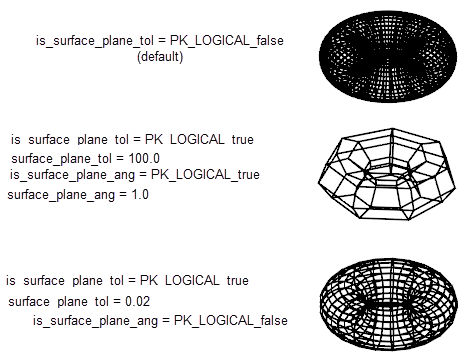 is_surface_plane_tol = PK_LOGICAL_false
(default)
is_surface_plane_tol = PK_LOGICAL_true
surface_plane_tol = 100.0
is_surface_plane_ang = PK_LOGICAL_true
surface_plane_ang = 1.0
is_surface_plane_tol = PK_LOGICAL_true
surface_plane_tol = 0.02
is_surface_plane_ang = PK_LOGICAL_false